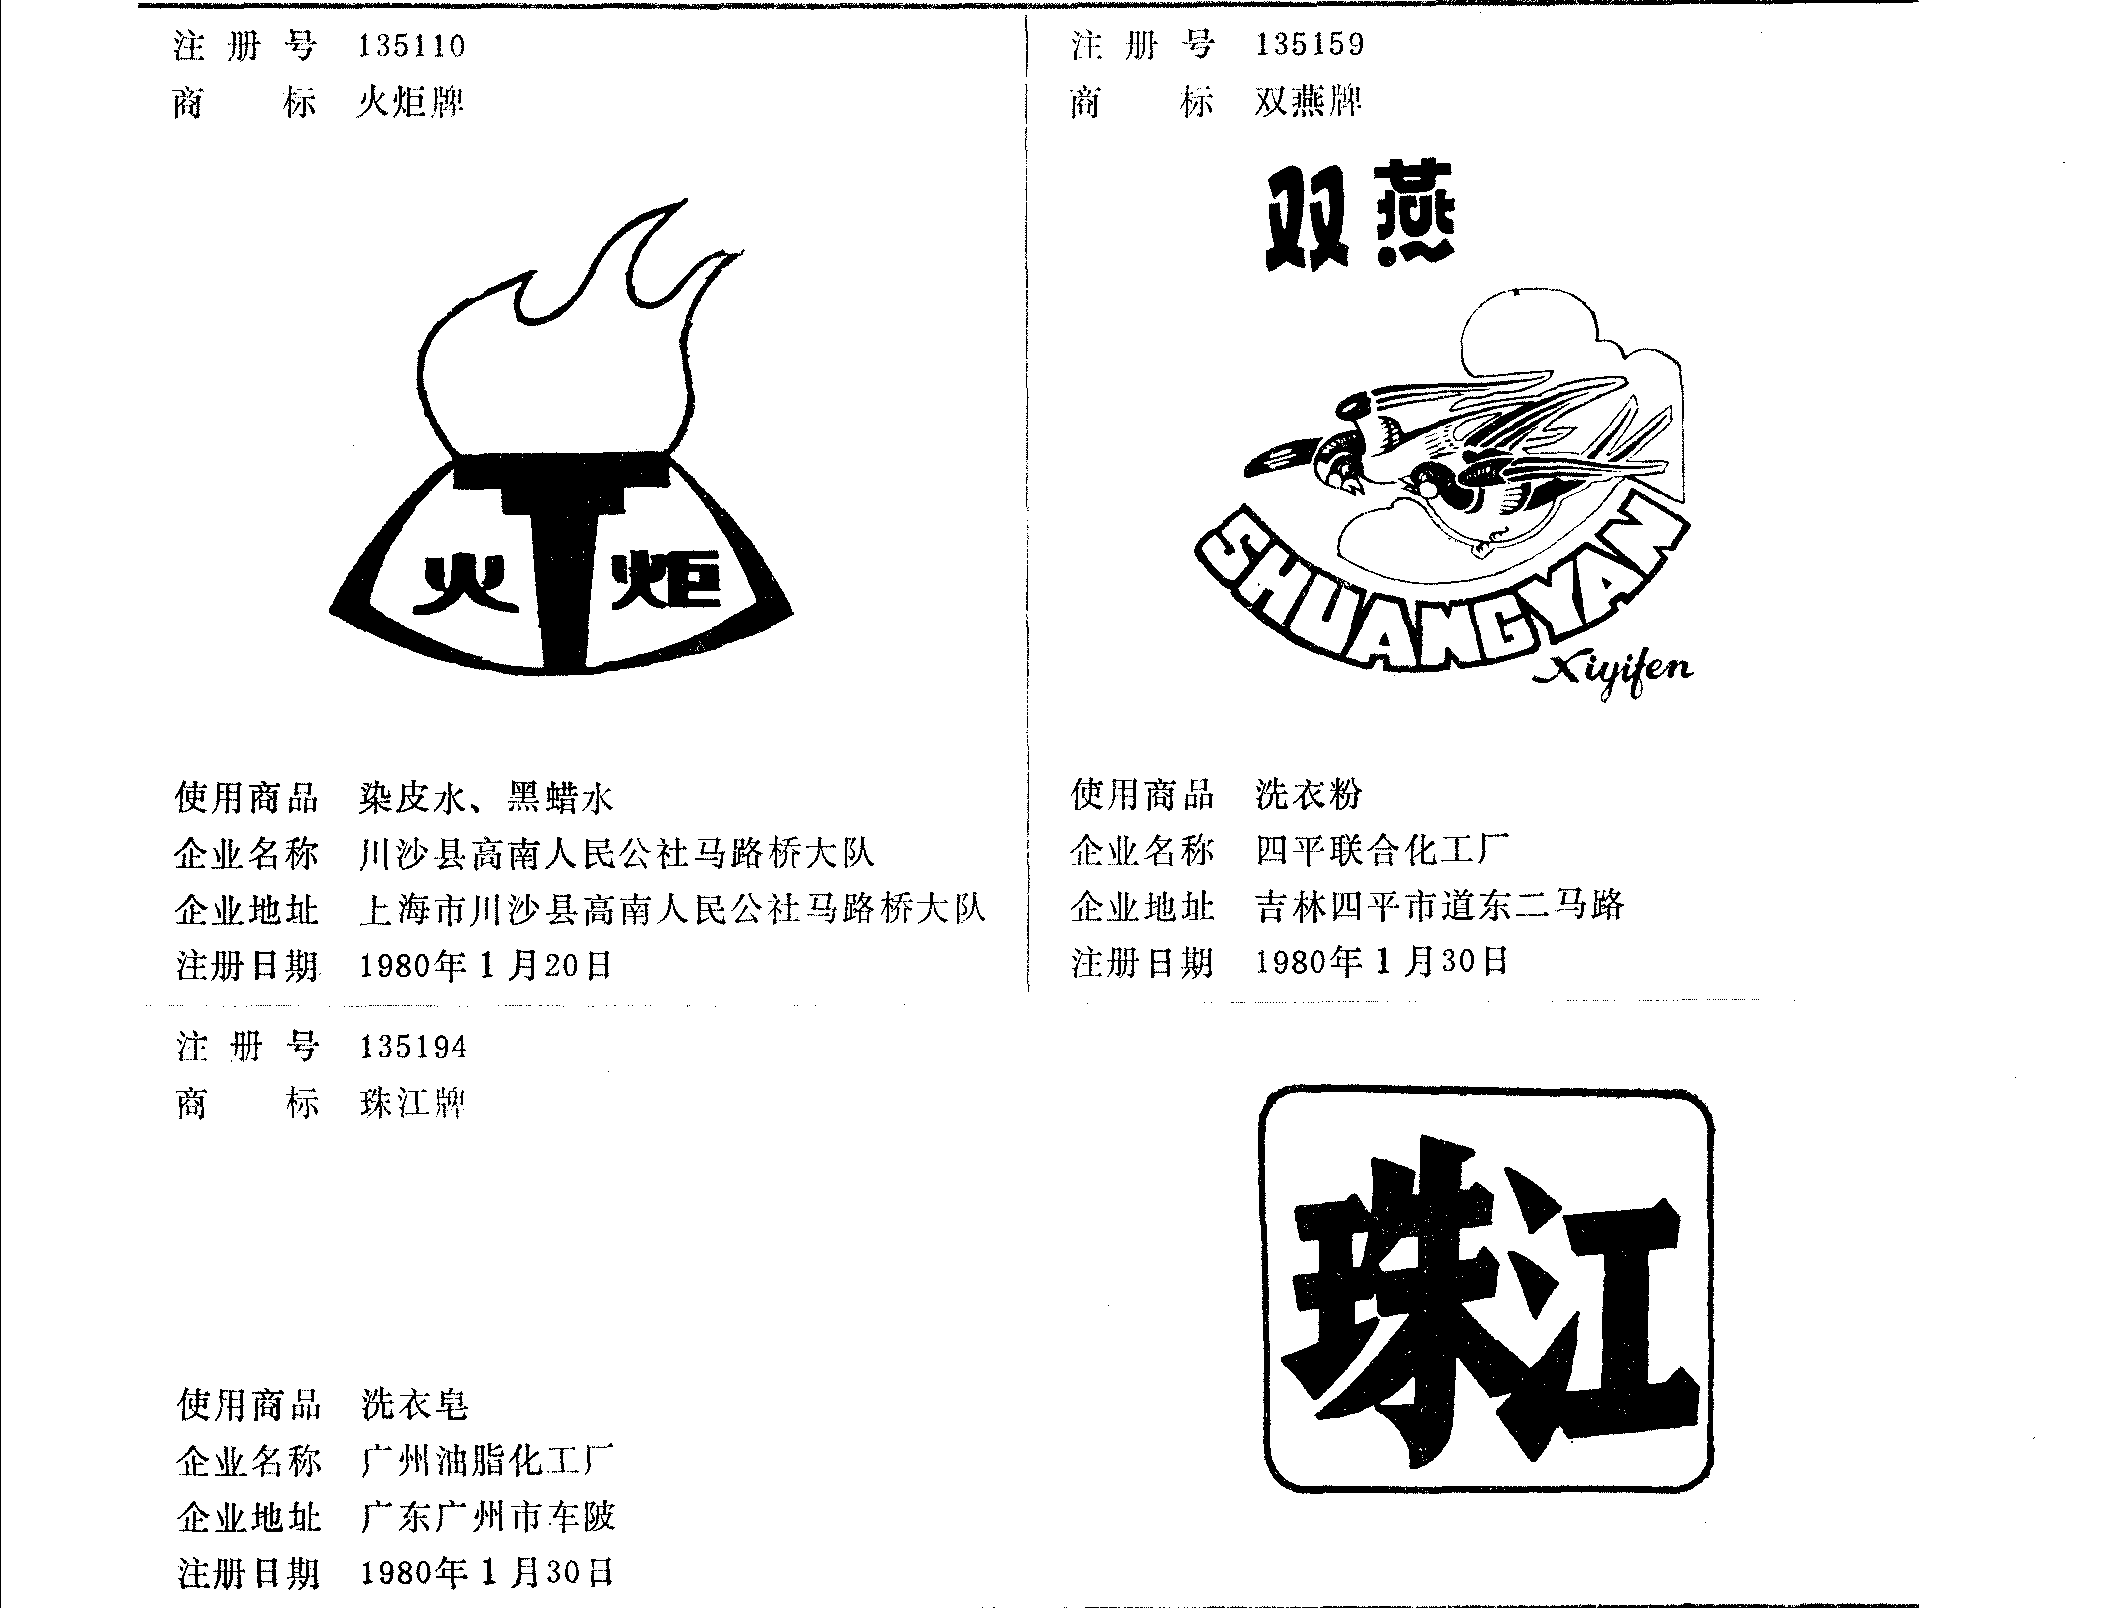 注册号 135110
商标 火炬牌
火炬
使用商品 染皮水、黑蜡水
企业名称 川沙县高南人民公社马路桥大队
企业地址 上海市川沙县高南人民公社马路桥大队
注册日期 1980年1月20日
注册号 135159
商标 双燕牌
双燕
SHUANGYAN
Xiyifen
使用商品 洗衣粉
企业名称 四平联合化工厂
企业地址 吉林四平市道东二马路
注册日期 1980年1月30日
注册号 135194
商标 珠江牌
珠江
使用商品 洗衣皂
企业名称 广州油脂化工厂
企业地址 广东广州市车陂
注册日期 1980年1月30日